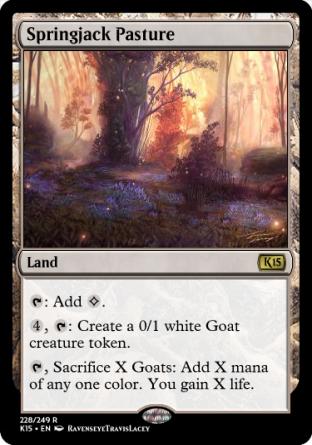 Springjack Pasture
Land
K15
: Add .
4, : Create a 0/1 white Goat
creature token.
, Sacrifice X Goats: Add X mana
of any one color. You gain X life.
228/249 R
K15 • EN RavenseyeTravisLacey